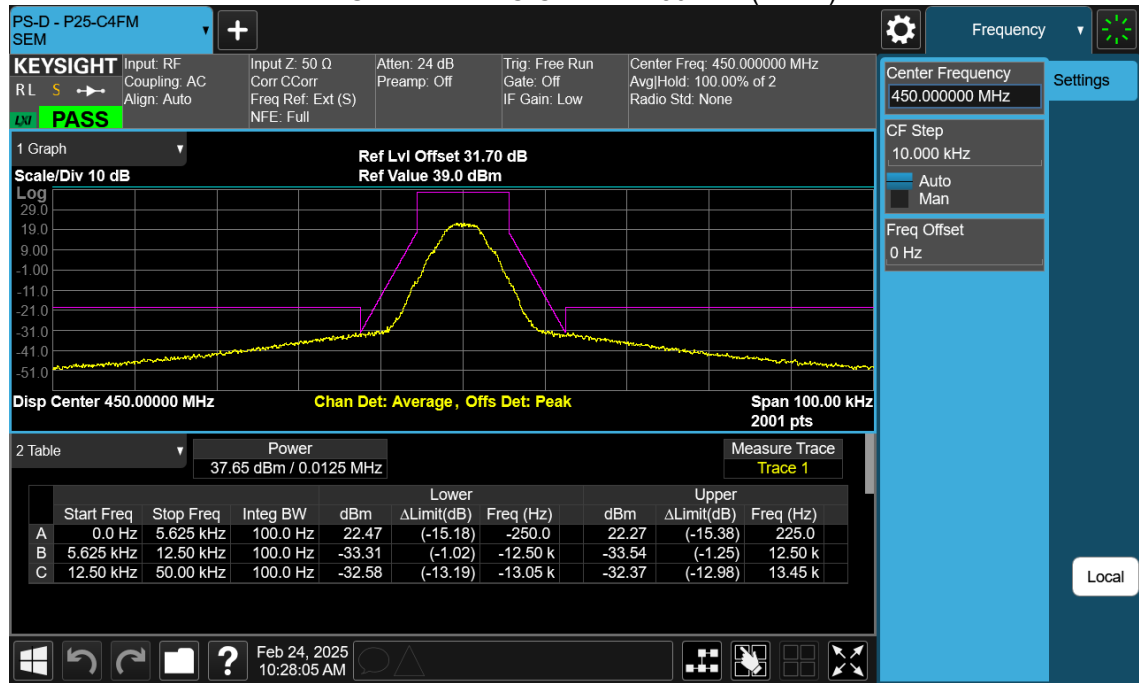 PS-D - P25-C4FM
SEM
Frequency
KEYSIGHT
R L S
LXI
PASS
Input: RF
Coupling: AC
Align: Auto
Input Z: 50 Ω
Corr CCorr
Freq Ref: Ext (S)
NFE: Full
Atten: 24 dB
Preamp: Off
Trig: Free Run
Gate: Off
IF Gain: Low
Center Freq: 450.000000 MHz
Avg|Hold: 100.00% of 2
Radio Std: None
Center Frequency
450.000000 MHz
Settings
CF Step
10.000 kHz
Auto
Man
Freq Offset
0 Hz
1 Graph
Ref Lvl Offset 31.70 dB
Scale/Div 10 dB
Ref Value 39.0 dBm
Log
29.0
19.0
9.00
-1.00
-11.0
-21.0
-31.0
-41.0
-51.0
Disp Center 450.00000 MHz
Chan Det: Average, Offs Det: Peak
Span 100.00 kHz
2001 pts
2 Table
Power
37.65 dBm / 0.0125 MHz
Measure Trace
Trace 1
Lower Upper
Start Freq Stop Freq Integ BW dBm ∆Limit(dB) Freq (Hz) dBm ∆Limit(dB) Freq (Hz)
A 0.0 Hz 5.625 kHz 100.0 Hz 22.47 (-15.18) -250.0 22.27 (-15.38) 225.0
B 5.625 kHz 12.50 kHz 100.0 Hz -33.31 (-1.02) -12.50 k -33.54 (-1.25) 12.50 k
C 12.50 kHz 50.00 kHz 100.0 Hz -32.58 (-13.19) -13.05 k -32.37 (-12.98) 13.45 k
Local
Feb 24, 2025
10:28:05 AM